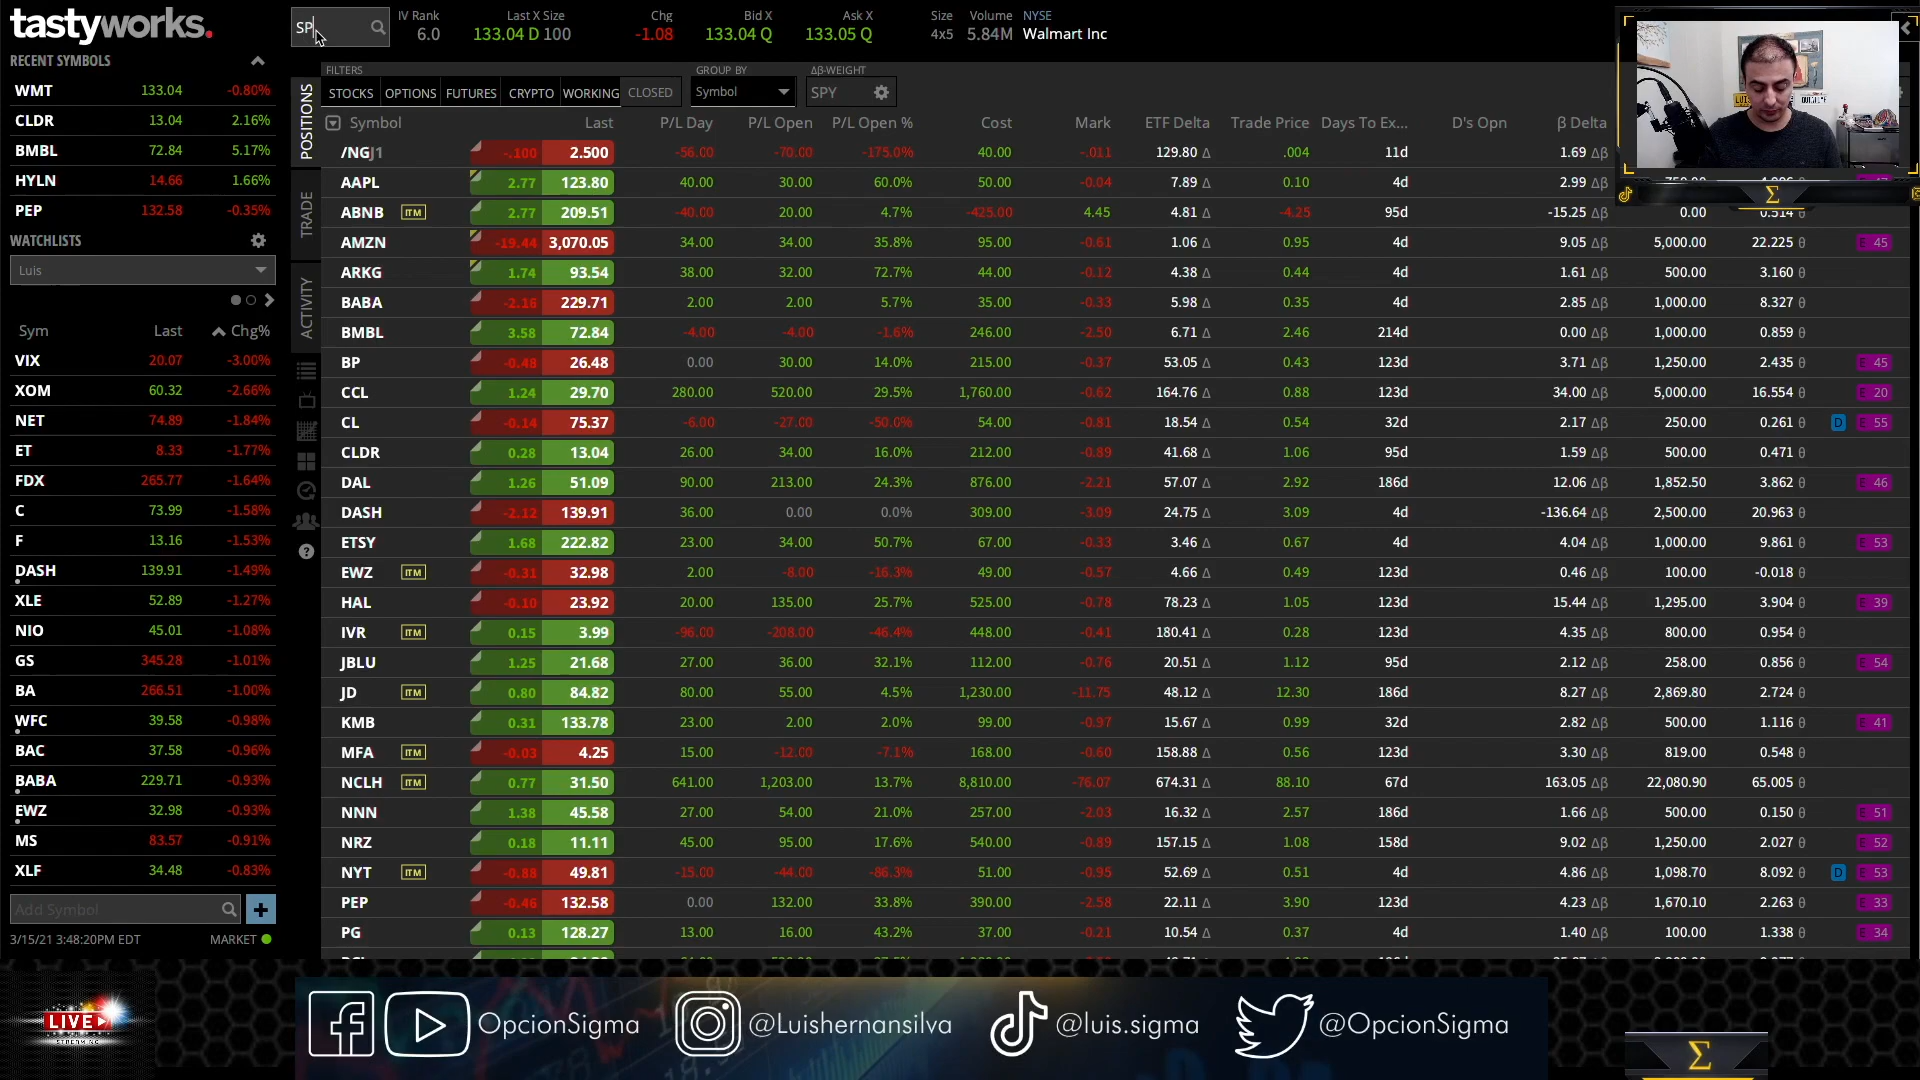 tastyworks.
SP
IV Rank
6.0
Last X Size
133.04 D 100
Chg
-1.08
Bid X
133.04 Q
Ask X
133.05 Q
Size
4x5
Volume
5.84M
NYSE
Walmart Inc
RECENT SYMBOLS
WMT 133.04 -0.80%
CLDR 13.04 2.16%
BMBL 72.84 5.17%
HYLN 14.66 1.66%
PEP 132.58 -0.35%
WATCHLISTS
Luis
Sym Last Chg%
VIX 20.07 -3.00%
XOM 60.32 -2.66%
NET 74.89 -1.84%
ET 8.33 -1.77%
FDX 265.77 -1.64%
C 73.99 -1.58%
F 13.16 -1.53%
DASH 139.91 -1.49%
XLE 52.89 -1.27%
NIO 45.01 -1.08%
GS 345.28 -1.01%
BA 266.51 -1.00%
WFC 39.58 -0.98%
BAC 37.58 -0.96%
BABA 229.71 -0.93%
EWZ 32.98 -0.93%
MS 83.57 -0.91%
XLF 34.48 -0.83%
Add Symbol
3/15/21 3:48:20PM EDT MARKET
POSITIONS
TRADE
ACTIVITY
FILTERS
STOCKS OPTIONS FUTURES CRYPTO WORKING CLOSED
GROUP BY
Symbol
Δβ-WEIGHT
SPY
Symbol Last P/L Day P/L Open P/L Open % Cost Mark ETF Delta Trade Price Days To Ex... D's Opn β Delta
/NGJ1 -.100 2.500 -56.00 -70.00 -175.0% 40.00 -.011 129.80 Δ .004 11d 1.69 Δβ
AAPL 2.77 123.80 40.00 30.00 60.0% 50.00 -0.04 7.89 Δ 0.10 4d 2.99 Δβ
ABNB ITM 2.77 209.51 -40.00 20.00 4.7% -425.00 4.45 4.81 Δ -4.25 95d -15.25 Δβ 0.00 0.514 θ
AMZN -19.44 3,070.05 34.00 34.00 35.8% 95.00 -0.61 1.06 Δ 0.95 4d 9.05 Δβ 5,000.00 22.225 θ E 45
ARKG 1.74 93.54 38.00 32.00 72.7% 44.00 -0.12 4.38 Δ 0.44 4d 1.61 Δβ 500.00 3.160 θ
BABA -2.16 229.71 2.00 2.00 5.7% 35.00 -0.33 5.98 Δ 0.35 4d 2.85 Δβ 1,000.00 8.327 θ
BMBL 3.58 72.84 -4.00 -4.00 -1.6% 246.00 -2.50 6.71 Δ 2.46 214d 0.00 Δβ 1,000.00 0.859 θ
BP -0.48 26.48 0.00 30.00 14.0% 215.00 -0.37 53.05 Δ 0.43 123d 3.71 Δβ 1,250.00 2.435 θ E 45
CCL 1.24 29.70 280.00 520.00 29.5% 1,760.00 -0.62 164.76 Δ 0.88 123d 34.00 Δβ 5,000.00 16.554 θ E 20
CL -0.14 75.37 -6.00 -27.00 -50.0% 54.00 -0.81 18.54 Δ 0.54 32d 2.17 Δβ 250.00 0.261 θ D E 55
CLDR 0.28 13.04 26.00 34.00 16.0% 212.00 -0.89 41.68 Δ 1.06 95d 1.59 Δβ 500.00 0.471 θ
DAL 1.26 51.09 90.00 213.00 24.3% 876.00 -2.21 57.07 Δ 2.92 186d 12.06 Δβ 1,852.50 3.862 θ E 46
DASH -2.12 139.91 36.00 0.00 0.0% 309.00 -3.09 24.75 Δ 3.09 4d -136.64 Δβ 2,500.00 20.963 θ
ETSY 1.68 222.82 23.00 34.00 50.7% 67.00 -0.33 3.46 Δ 0.67 4d 4.04 Δβ 1,000.00 9.861 θ E 53
EWZ ITM -0.31 32.98 2.00 -8.00 -16.3% 49.00 -0.57 4.66 Δ 0.49 123d 0.46 Δβ 100.00 -0.018 θ
HAL -0.10 23.92 20.00 135.00 25.7% 525.00 -0.78 78.23 Δ 1.05 123d 15.44 Δβ 1,295.00 3.904 θ E 39
IVR ITM 0.15 3.99 -96.00 -208.00 -46.4% 448.00 -0.41 180.41 Δ 0.28 123d 4.35 Δβ 800.00 0.954 θ
JBLU 1.25 21.68 27.00 36.00 32.1% 112.00 -0.76 20.51 Δ 1.12 95d 2.12 Δβ 258.00 0.856 θ E 54
JD ITM 0.80 84.82 80.00 55.00 4.5% 1,230.00 -11.75 48.12 Δ 12.30 186d 8.27 Δβ 2,869.80 2.724 θ
KMB 0.31 133.78 23.00 2.00 2.0% 99.00 -0.97 15.67 Δ 0.99 32d 2.82 Δβ 500.00 1.116 θ E 41
MFA ITM -0.03 4.25 15.00 -12.00 -7.1% 168.00 -0.60 158.88 Δ 0.56 123d 3.30 Δβ 819.00 0.548 θ
NCLH ITM 0.77 31.50 641.00 1,203.00 13.7% 8,810.00 -76.07 674.31 Δ 88.10 67d 163.05 Δβ 22,080.90 65.005 θ
NNN 1.38 45.58 27.00 54.00 21.0% 257.00 -2.03 16.32 Δ 2.57 186d 1.66 Δβ 500.00 0.150 θ E 51
NRZ 0.18 11.11 45.00 95.00 17.6% 540.00 -0.89 157.15 Δ 1.08 158d 9.02 Δβ 1,250.00 2.027 θ E 52
NYT ITM -0.88 49.81 -15.00 -44.00 -86.3% 51.00 -0.95 52.69 Δ 0.51 4d 4.86 Δβ 1,098.70 8.092 θ D E 53
PEP -0.46 132.58 0.00 132.00 33.8% 390.00 -2.58 22.11 Δ 3.90 123d 4.23 Δβ 1,670.10 2.263 θ E 33
PG 0.13 128.27 13.00 16.00 43.2% 37.00 -0.21 10.54 Δ 0.37 4d 1.40 Δβ 100.00 1.338 θ E 34
LIVE
STREAMING
OpcionSigma
@Luishernansilva
@luis.sigma
@OpcionSigma
Σ
Σ